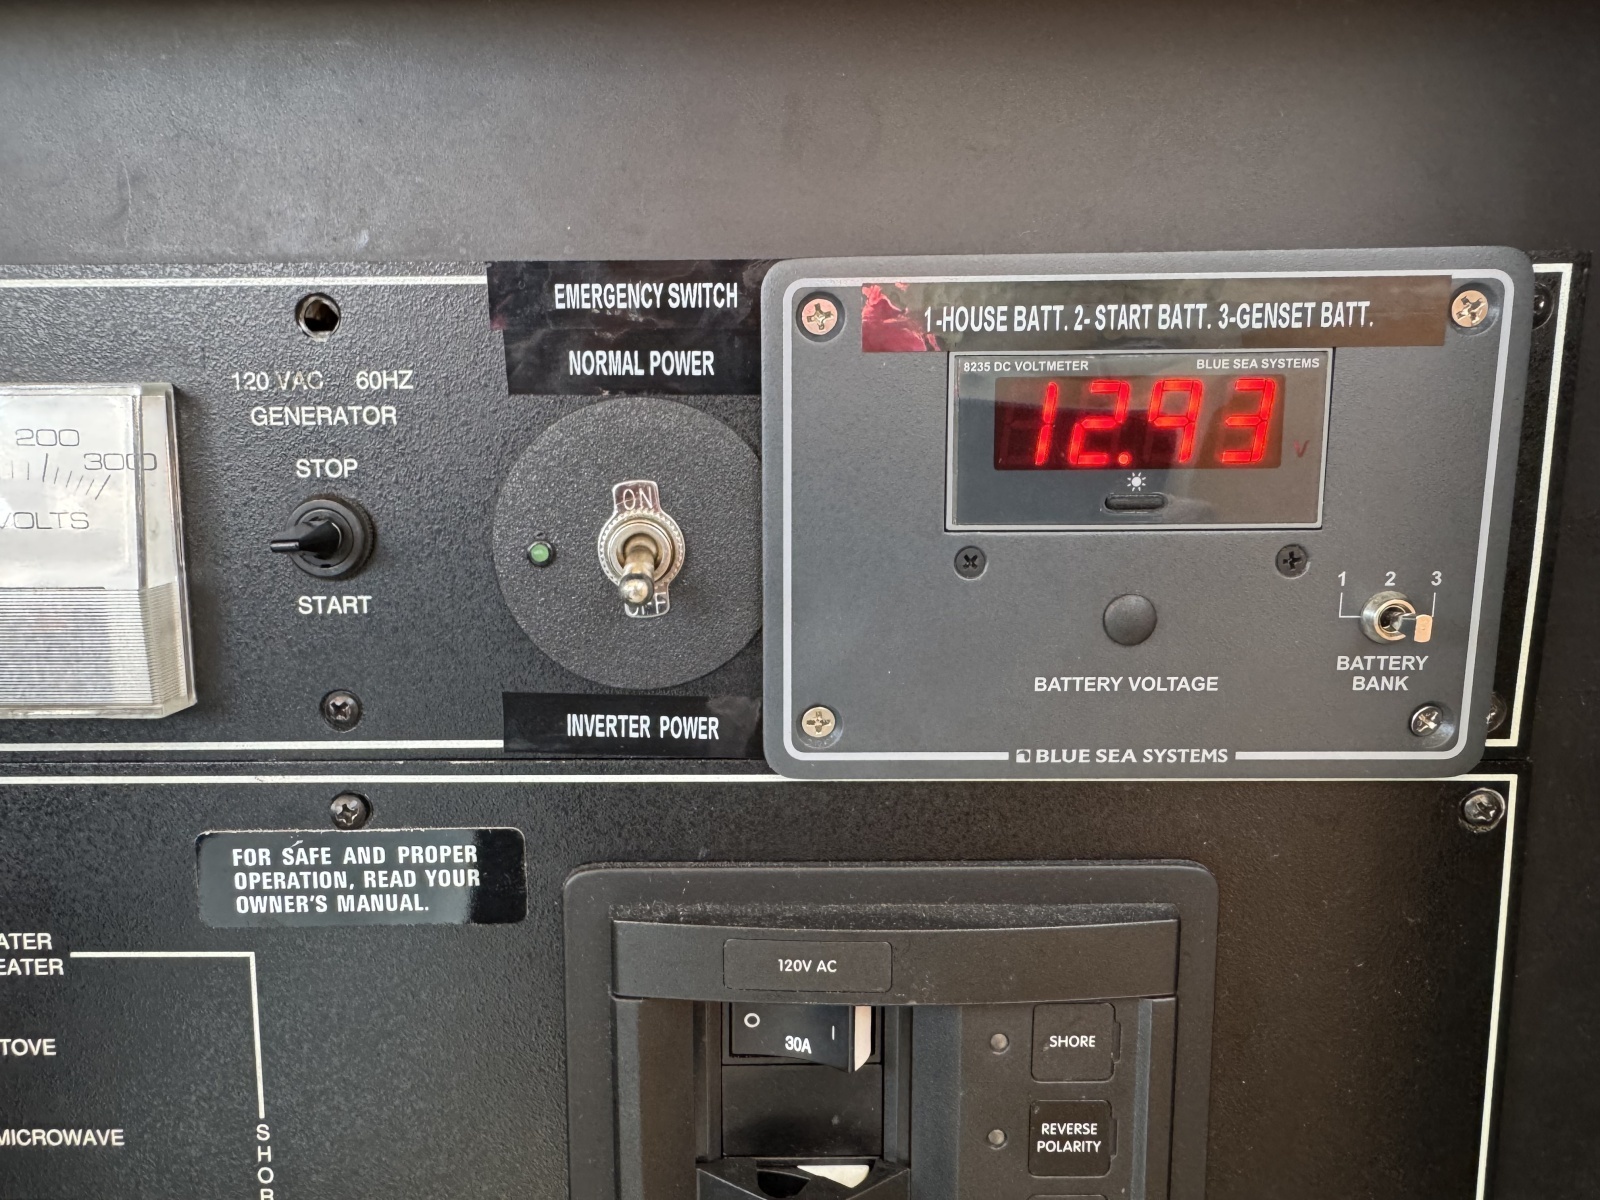 EMERGENCY SWITCH
NORMAL POWER
1-HOUSE BATT. 2- START BATT. 3-GENSET BATT.
8235 DC VOLTMETER BLUE SEA SYSTEMS
12.93 V
120 VAC 60HZ
GENERATOR
STOP
START
200
300
VOLTS
ON
OFF
INVERTER POWER
1 2 3
BATTERY
BANK
BATTERY VOLTAGE
BLUE SEA SYSTEMS
FOR SAFE AND PROPER
OPERATION, READ YOUR
OWNER'S MANUAL.
ATER
EATER
TOVE
MICROWAVE
SHOR
120V AC
O I
30A
SHORE
REVERSE
POLARITY